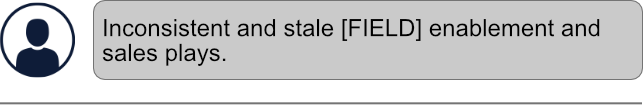 Inconsistent and stale [FIELD] enablement and
sales plays.